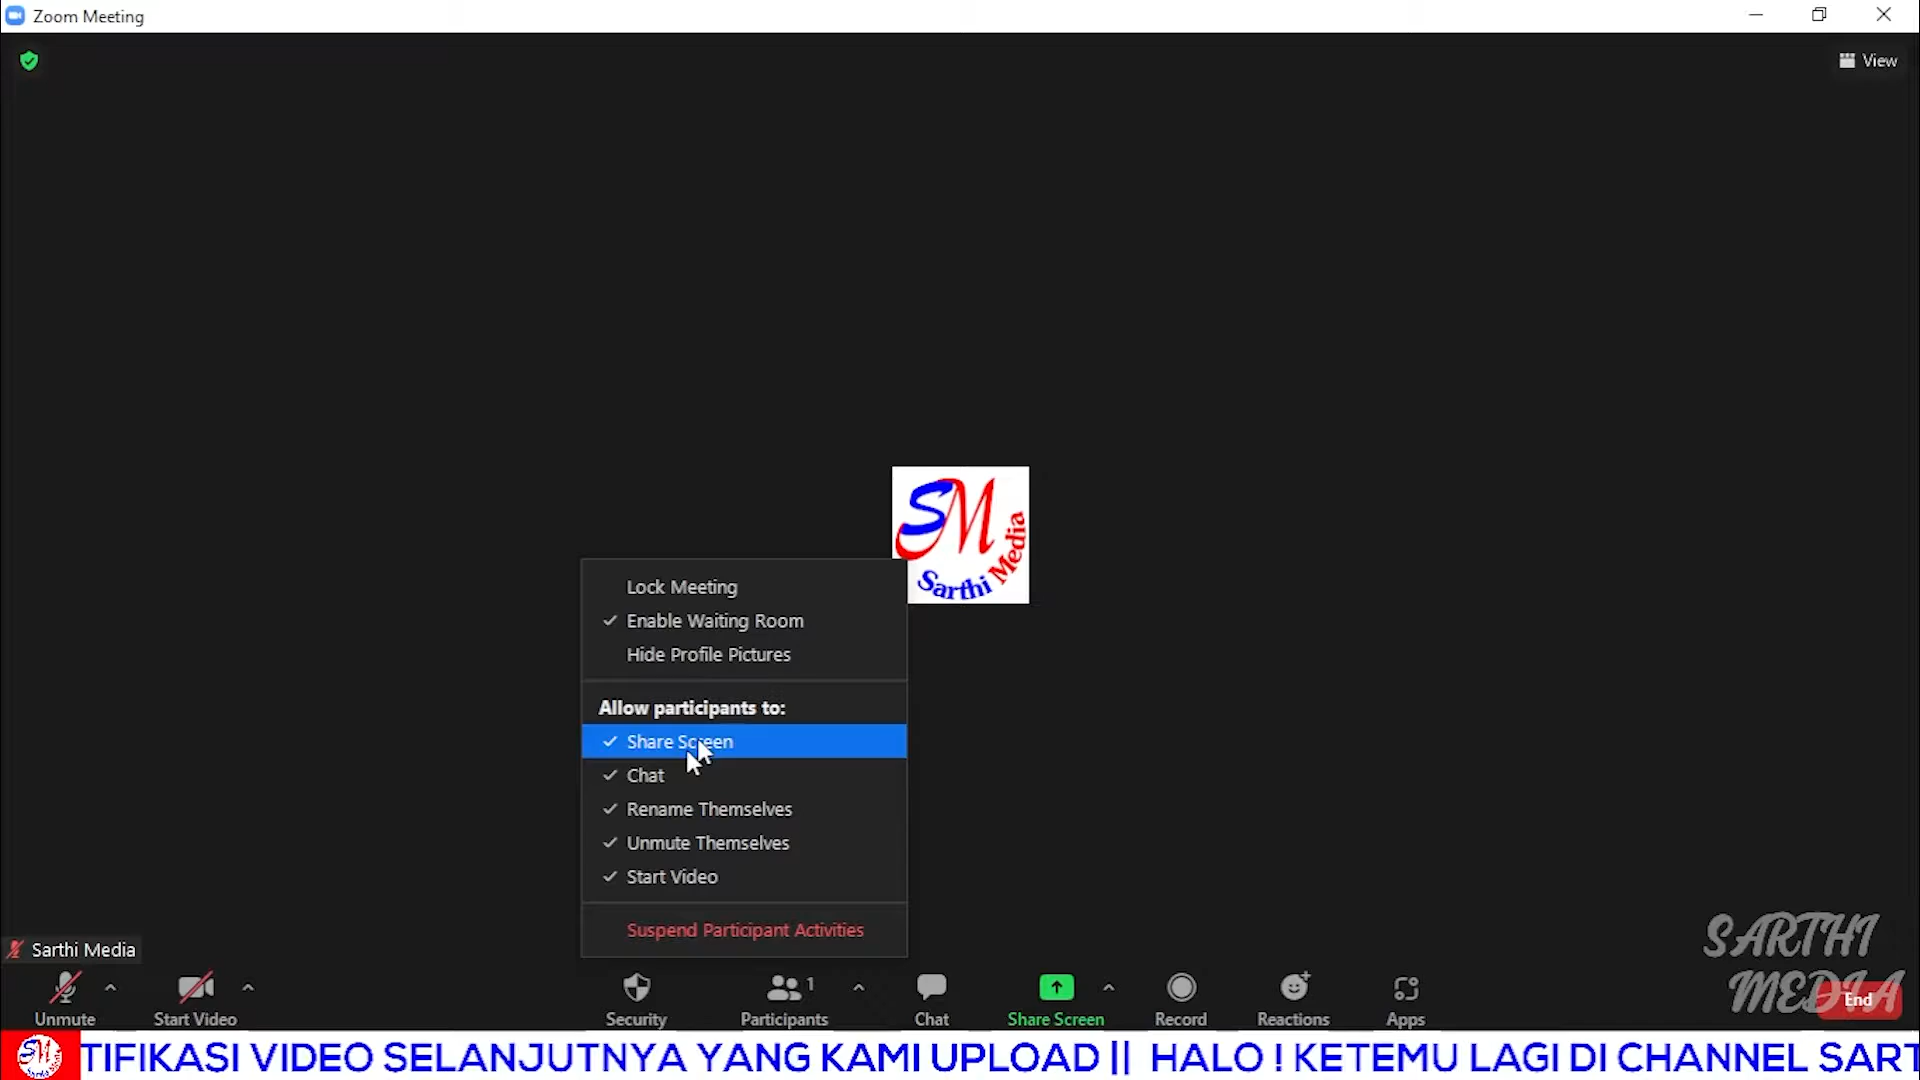 Zoom Meeting
View
SM
Sarthi Media
Lock Meeting
Enable Waiting Room
Hide Profile Pictures
Allow participants to:
Share Screen
Chat
Rename Themselves
Unmute Themselves
Start Video
Suspend Participant Activities
Sarthi Media
SARTHI
MEDIA
End
1
Unmute
Start Video
Security
Participants
Chat
Share Screen
Record
Reactions
Apps
SM
TIFIKASI VIDEO SELANJUTNYA YANG KAMI UPLOAD || HALO ! KETEMU LAGI DI CHANNEL SART